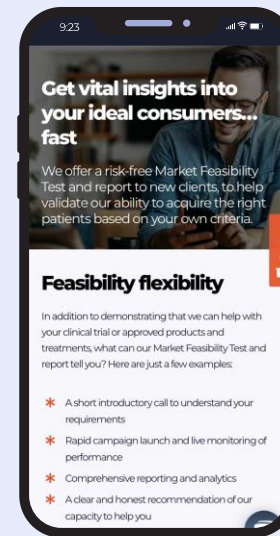 9:23
Get vital insights into
your ideal consumers...
fast
We offer a risk-free Market Feasibility
Test and report to new clients, to help
validate our ability to acquire the right
patients based on your own criteria.
Feasibility flexibility
In addition to demonstrating that we can help with
your clinical trial or approved products and
treatments, what can our Market Feasibility Test and
report tell you? Here are just a few examples:
* A short introductory call to understand your
requirements
* Rapid campaign launch and live monitoring of
performance
* Comprehensive reporting and analytics
* A clear and honest recommendation of our
capacity to help you